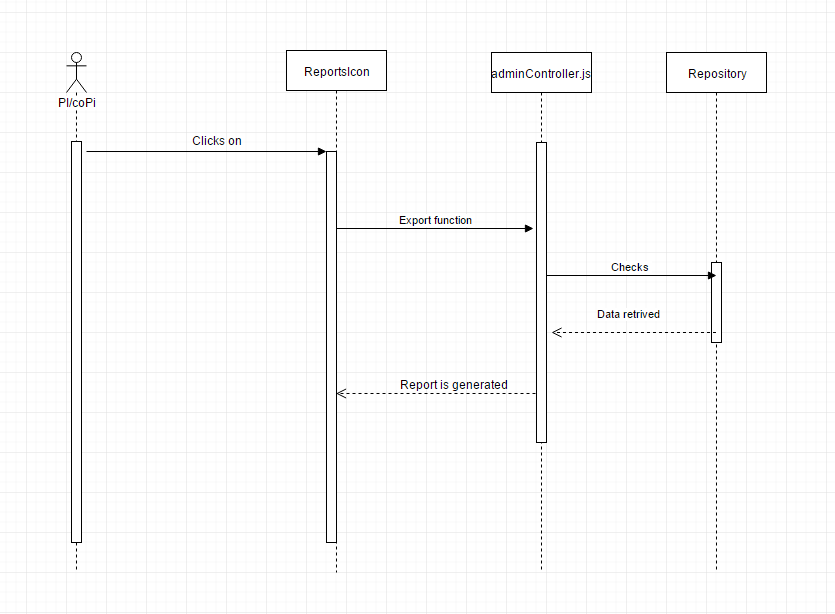 PI/coPi
ReportsIcon
adminController.js
Repository
Clicks on
Export function
Checks
Data retrived
Report is generated